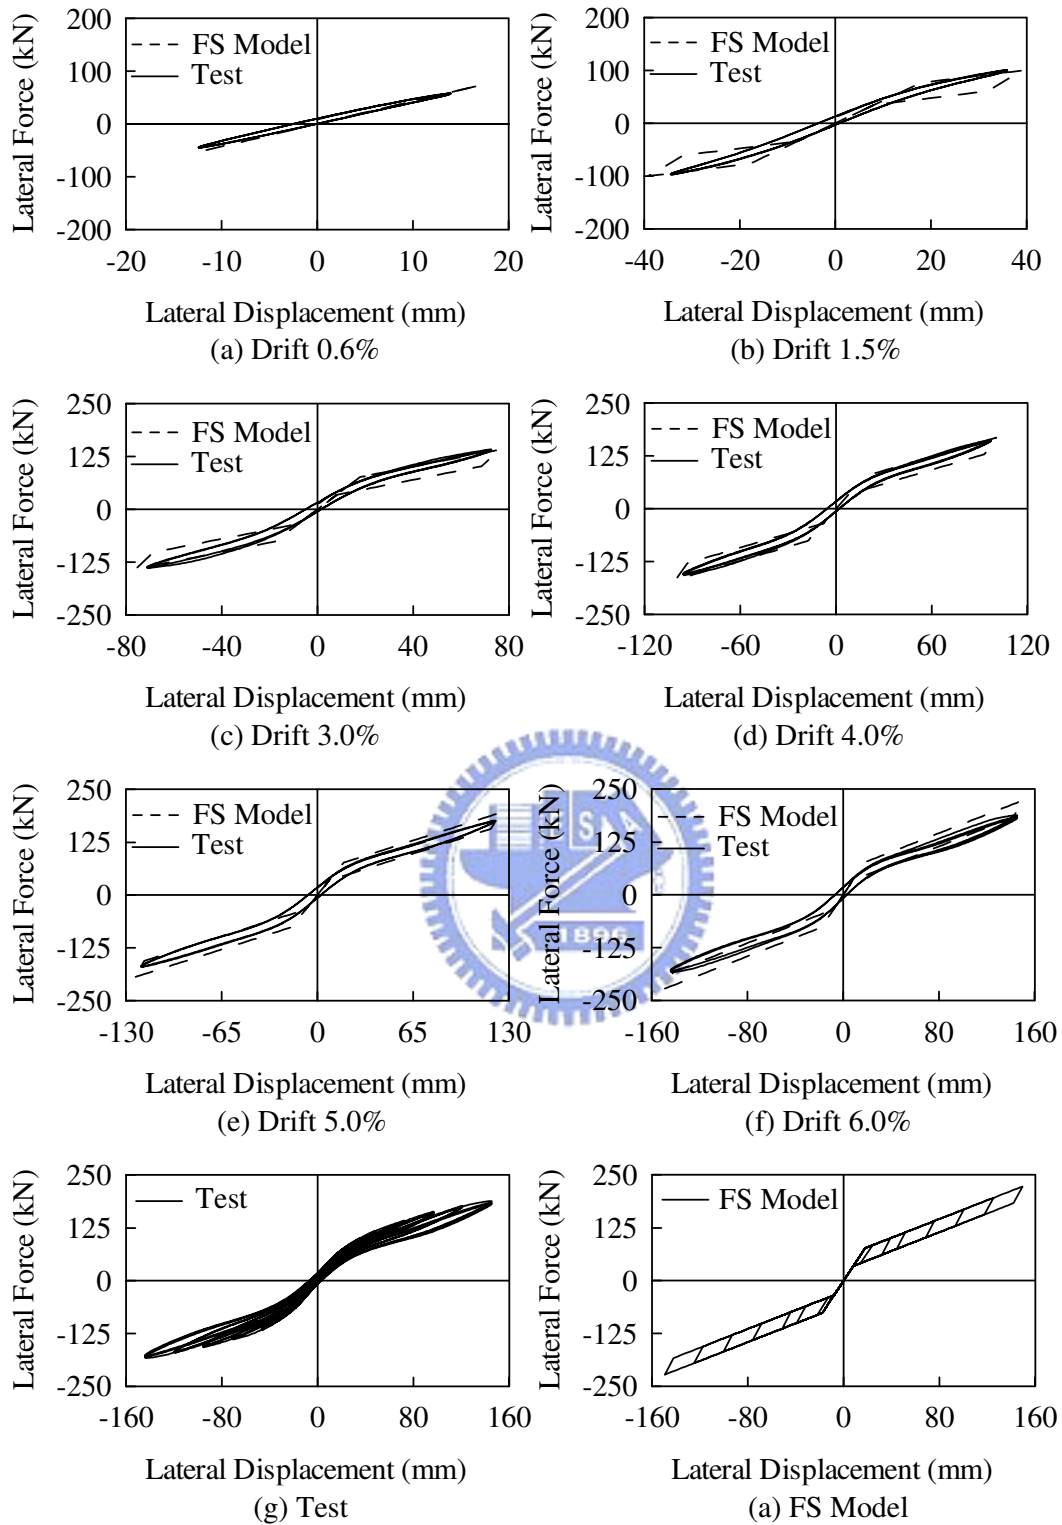 200
100
0
-100
-200
Lateral Force (kN)
FS Model
Test
-20 -10 0 10 20
Lateral Displacement (mm)
(a) Drift 0.6%
200
100
0
-100
-200
Lateral Force (kN)
FS Model
Test
-40 -20 0 20 40
Lateral Displacement (mm)
(b) Drift 1.5%
250
125
0
-125
-250
Lateral Force (kN)
FS Model
Test
-80 -40 0 40 80
Lateral Displacement (mm)
(c) Drift 3.0%
250
125
0
-125
-250
Lateral Force (kN)
FS Model
Test
-120 -60 0 60 120
Lateral Displacement (mm)
(d) Drift 4.0%
250
125
0
-125
-250
Lateral Force (kN)
FS Model
Test
-130 -65 0 65 130
Lateral Displacement (mm)
(e) Drift 5.0%
250
125
0
-125
-250
Lateral Force (kN)
FS Model
Test
-160 -80 0 80 160
Lateral Displacement (mm)
(f) Drift 6.0%
1896
250
125
0
-125
-250
Lateral Force (kN)
Test
-160 -80 0 80 160
Lateral Displacement (mm)
(g) Test
250
125
0
-125
-250
Lateral Force (kN)
FS Model
-160 -80 0 80 160
Lateral Displacement (mm)
(a) FS Model